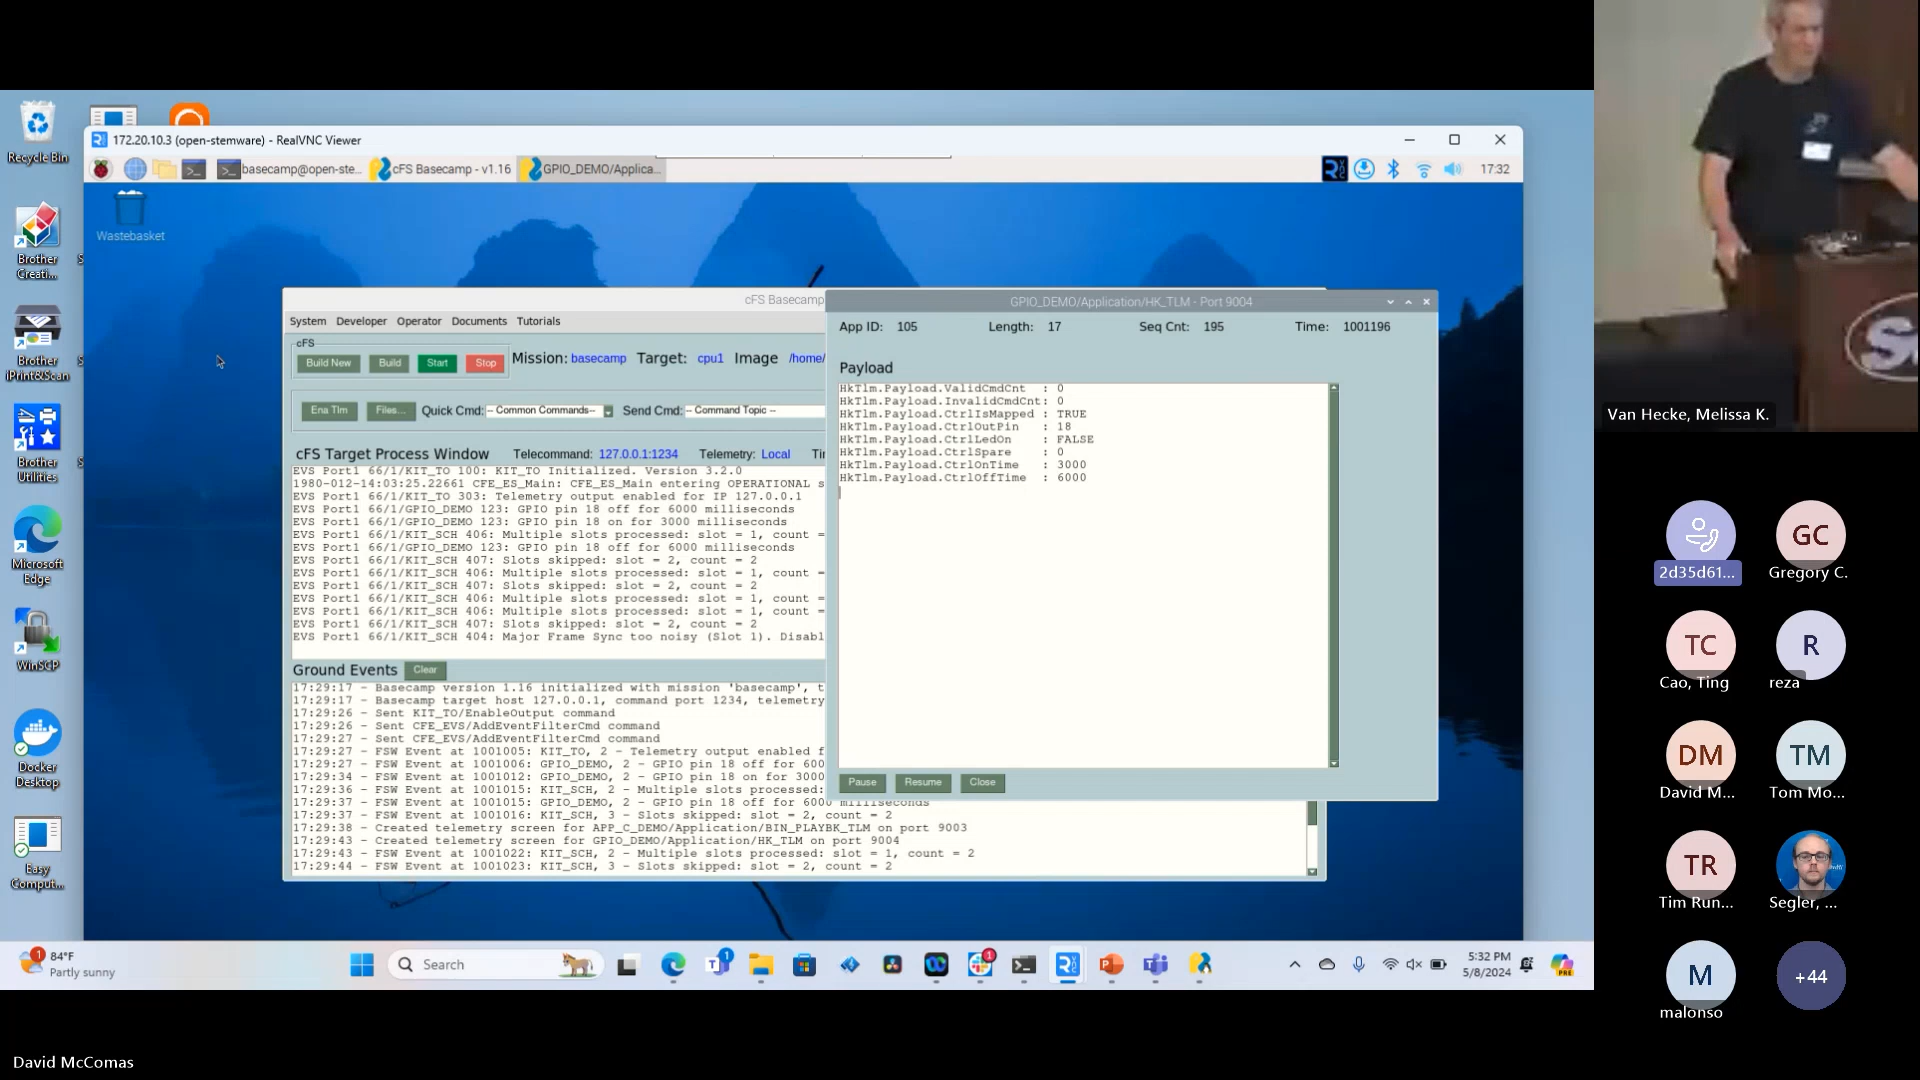 Recycle Bin
Brother
Creati...
Brother
iPrint&Scan
Brother
Utilities
Microsoft
Edge
WinSCP
Docker
Desktop
Easy
Comput...
172.20.10.3 (open-stemware) - RealVNC Viewer
basecamp@open-ste...
cFS Basecamp - v1.16
GPIO_DEMO/Applica...
17:32
Wastebasket
cFS Basecamp
System Developer Operator Documents Tutorials
cFS
Build New Build Start Stop
Mission: basecamp Target: cpu1 Image /home/
Ena Tlm Files... Quick Cmd: -- Common Commands-- Send Cmd: -- Command Topic --
cFS Target Process Window Telecommand: 127.0.0.1:1234 Telemetry: Local
EVS Port1 66/1/KIT_TO 100: KIT_TO Initialized. Version 3.2.0
1980-012-14:03:25.22661 CFE_ES_Main: CFE_ES_Main entering OPERATIONAL s
EVS Port1 66/1/KIT_TO 303: Telemetry output enabled for IP 127.0.0.1
EVS Port1 66/1/GPIO_DEMO 123: GPIO pin 18 off for 6000 milliseconds
EVS Port1 66/1/GPIO_DEMO 123: GPIO pin 18 on for 3000 milliseconds
EVS Port1 66/1/KIT_SCH 406: Multiple slots processed: slot = 1, count =
EVS Port1 66/1/GPIO_DEMO 123: GPIO pin 18 off for 6000 milliseconds
EVS Port1 66/1/KIT_SCH 407: Slots skipped: slot = 2, count = 2
EVS Port1 66/1/KIT_SCH 406: Multiple slots processed: slot = 1, count =
EVS Port1 66/1/KIT_SCH 407: Slots skipped: slot = 2, count = 2
EVS Port1 66/1/KIT_SCH 406: Multiple slots processed: slot = 1, count =
EVS Port1 66/1/KIT_SCH 406: Multiple slots processed: slot = 1, count =
EVS Port1 66/1/KIT_SCH 407: Slots skipped: slot = 2, count = 2
EVS Port1 66/1/KIT_SCH 404: Major Frame Sync too noisy (Slot 1). Disabl
Ground Events Clear
17:29:17 - Basecamp version 1.16 initialized with mission 'basecamp', t
17:29:17 - Basecamp target host 127.0.0.1, command port 1234, telemetry
17:29:26 - Sent KIT_TO/EnableOutput command
17:29:26 - Sent CFE_EVS/AddEventFilterCmd command
17:29:27 - Sent CFE_EVS/AddEventFilterCmd command
17:29:27 - FSW Event at 1001005: KIT_TO, 2 - Telemetry output enabled f
17:29:27 - FSW Event at 1001006: GPIO_DEMO, 2 - GPIO pin 18 off for 600
17:29:34 - FSW Event at 1001012: GPIO_DEMO, 2 - GPIO pin 18 on for 3000
17:29:36 - FSW Event at 1001015: KIT_SCH, 2 - Multiple slots processed:
17:29:37 - FSW Event at 1001015: GPIO_DEMO, 2 - GPIO pin 18 off for 6000 milliseconds
17:29:37 - FSW Event at 1001016: KIT_SCH, 3 - Slots skipped: slot = 2, count = 2
17:29:38 - Created telemetry screen for APP_C_DEMO/Application/BIN_PLAYBK_TLM on port 9003
17:29:43 - Created telemetry screen for GPIO_DEMO/Application/HK_TLM on port 9004
17:29:43 - FSW Event at 1001022: KIT_SCH, 2 - Multiple slots processed: slot = 1, count = 2
17:29:44 - FSW Event at 1001023: KIT_SCH, 3 - Slots skipped: slot = 2, count = 2
GPIO_DEMO/Application/HK_TLM - Port 9004
App ID: 105 Length: 17 Seq Cnt: 195 Time: 1001196
Payload
HkTlm.Payload.ValidCmdCnt : 0
HkTlm.Payload.InvalidCmdCnt: 0
HkTlm.Payload.CtrlIsMapped : TRUE
HkTlm.Payload.CtrlOutPin : 18
HkTlm.Payload.CtrlLedOn : FALSE
HkTlm.Payload.CtrlSpare : 0
HkTlm.Payload.CtrlOnTime : 3000
HkTlm.Payload.CtrlOffTime : 6000
Pause Resume Close
84°F
Partly sunny
Search
5:32 PM
5/8/2024
David McComas
Van Hecke, Melissa K.
2d35d61...
GC
Gregory C.
TC
Cao, Ting
R
reza
DM
David M...
TM
Tom Mo...
TR
Tim Run...
Segler, ...
M
malonso
+44